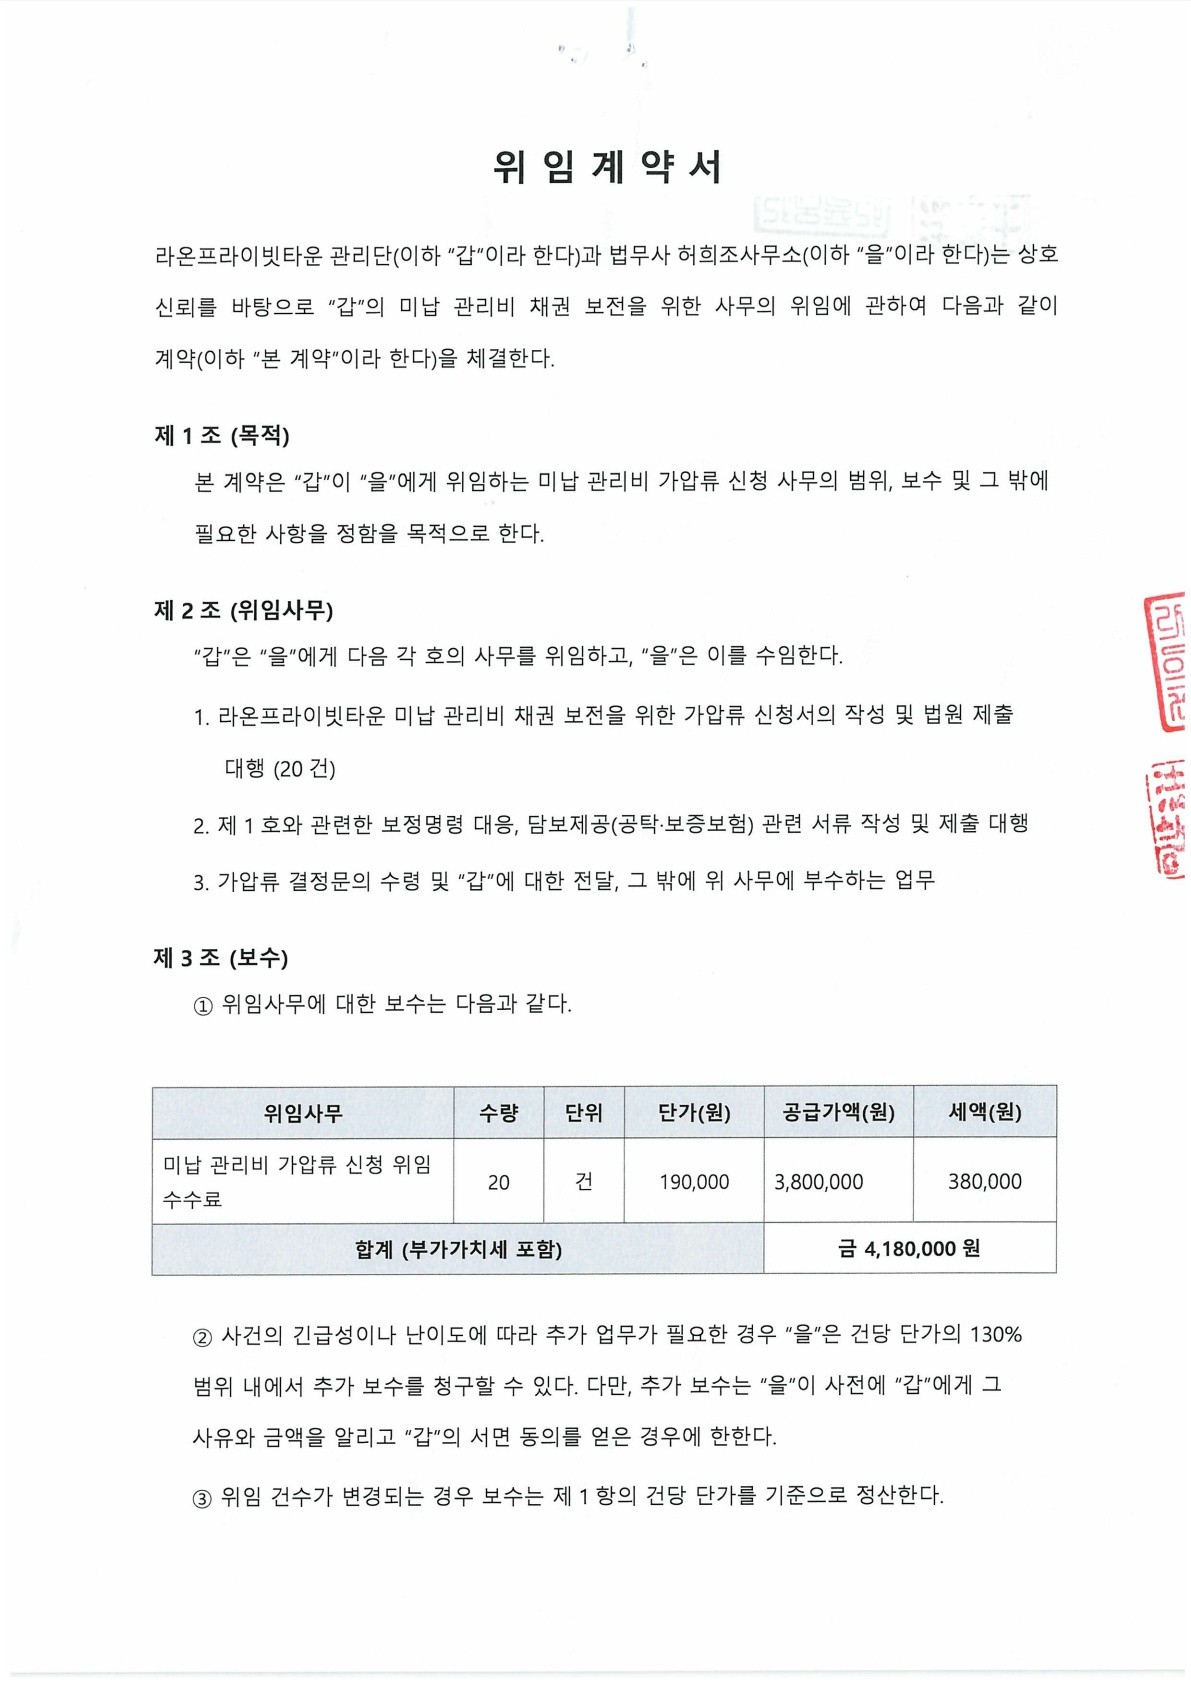 위 임 계 약 서
라온프라이빗타운 관리단(이하 “갑”이라 한다)과 법무사 허희조사무소(이하 “을”이라 한다)는 상호
신뢰를 바탕으로 “갑”의 미납 관리비 채권 보전을 위한 사무의 위임에 관하여 다음과 같이
계약(이하 “본 계약”이라 한다)을 체결한다.
제 1 조 (목적)
본 계약은 “갑”이 “을”에게 위임하는 미납 관리비 가압류 신청 사무의 범위, 보수 및 그 밖에
필요한 사항을 정함을 목적으로 한다.
제 2 조 (위임사무)
“갑”은 “을”에게 다음 각 호의 사무를 위임하고, “을”은 이를 수임한다.
1. 라온프라이빗타운 미납 관리비 채권 보전을 위한 가압류 신청서의 작성 및 법원 제출
대행 (20 건)
2. 제 1 호와 관련한 보정명령 대응, 담보제공(공탁·보증보험) 관련 서류 작성 및 제출 대행
3. 가압류 결정문의 수령 및 “갑”에 대한 전달, 그 밖에 위 사무에 부수하는 업무
제 3 조 (보수)
① 위임사무에 대한 보수는 다음과 같다.
위임사무 수량 단위 단가(원) 공급가액(원) 세액(원)
미납 관리비 가압류 신청 위임
수수료 20 건 190,000 3,800,000 380,000
합계 (부가가치세 포함) 금 4,180,000 원
② 사건의 긴급성이나 난이도에 따라 추가 업무가 필요한 경우 “을”은 건당 단가의 130%
범위 내에서 추가 보수를 청구할 수 있다. 다만, 추가 보수는 “을”이 사전에 “갑”에게 그
사유와 금액을 알리고 “갑”의 서면 동의를 얻은 경우에 한한다.
③ 위임 건수가 변경되는 경우 보수는 제 1 항의 건당 단가를 기준으로 정산한다.